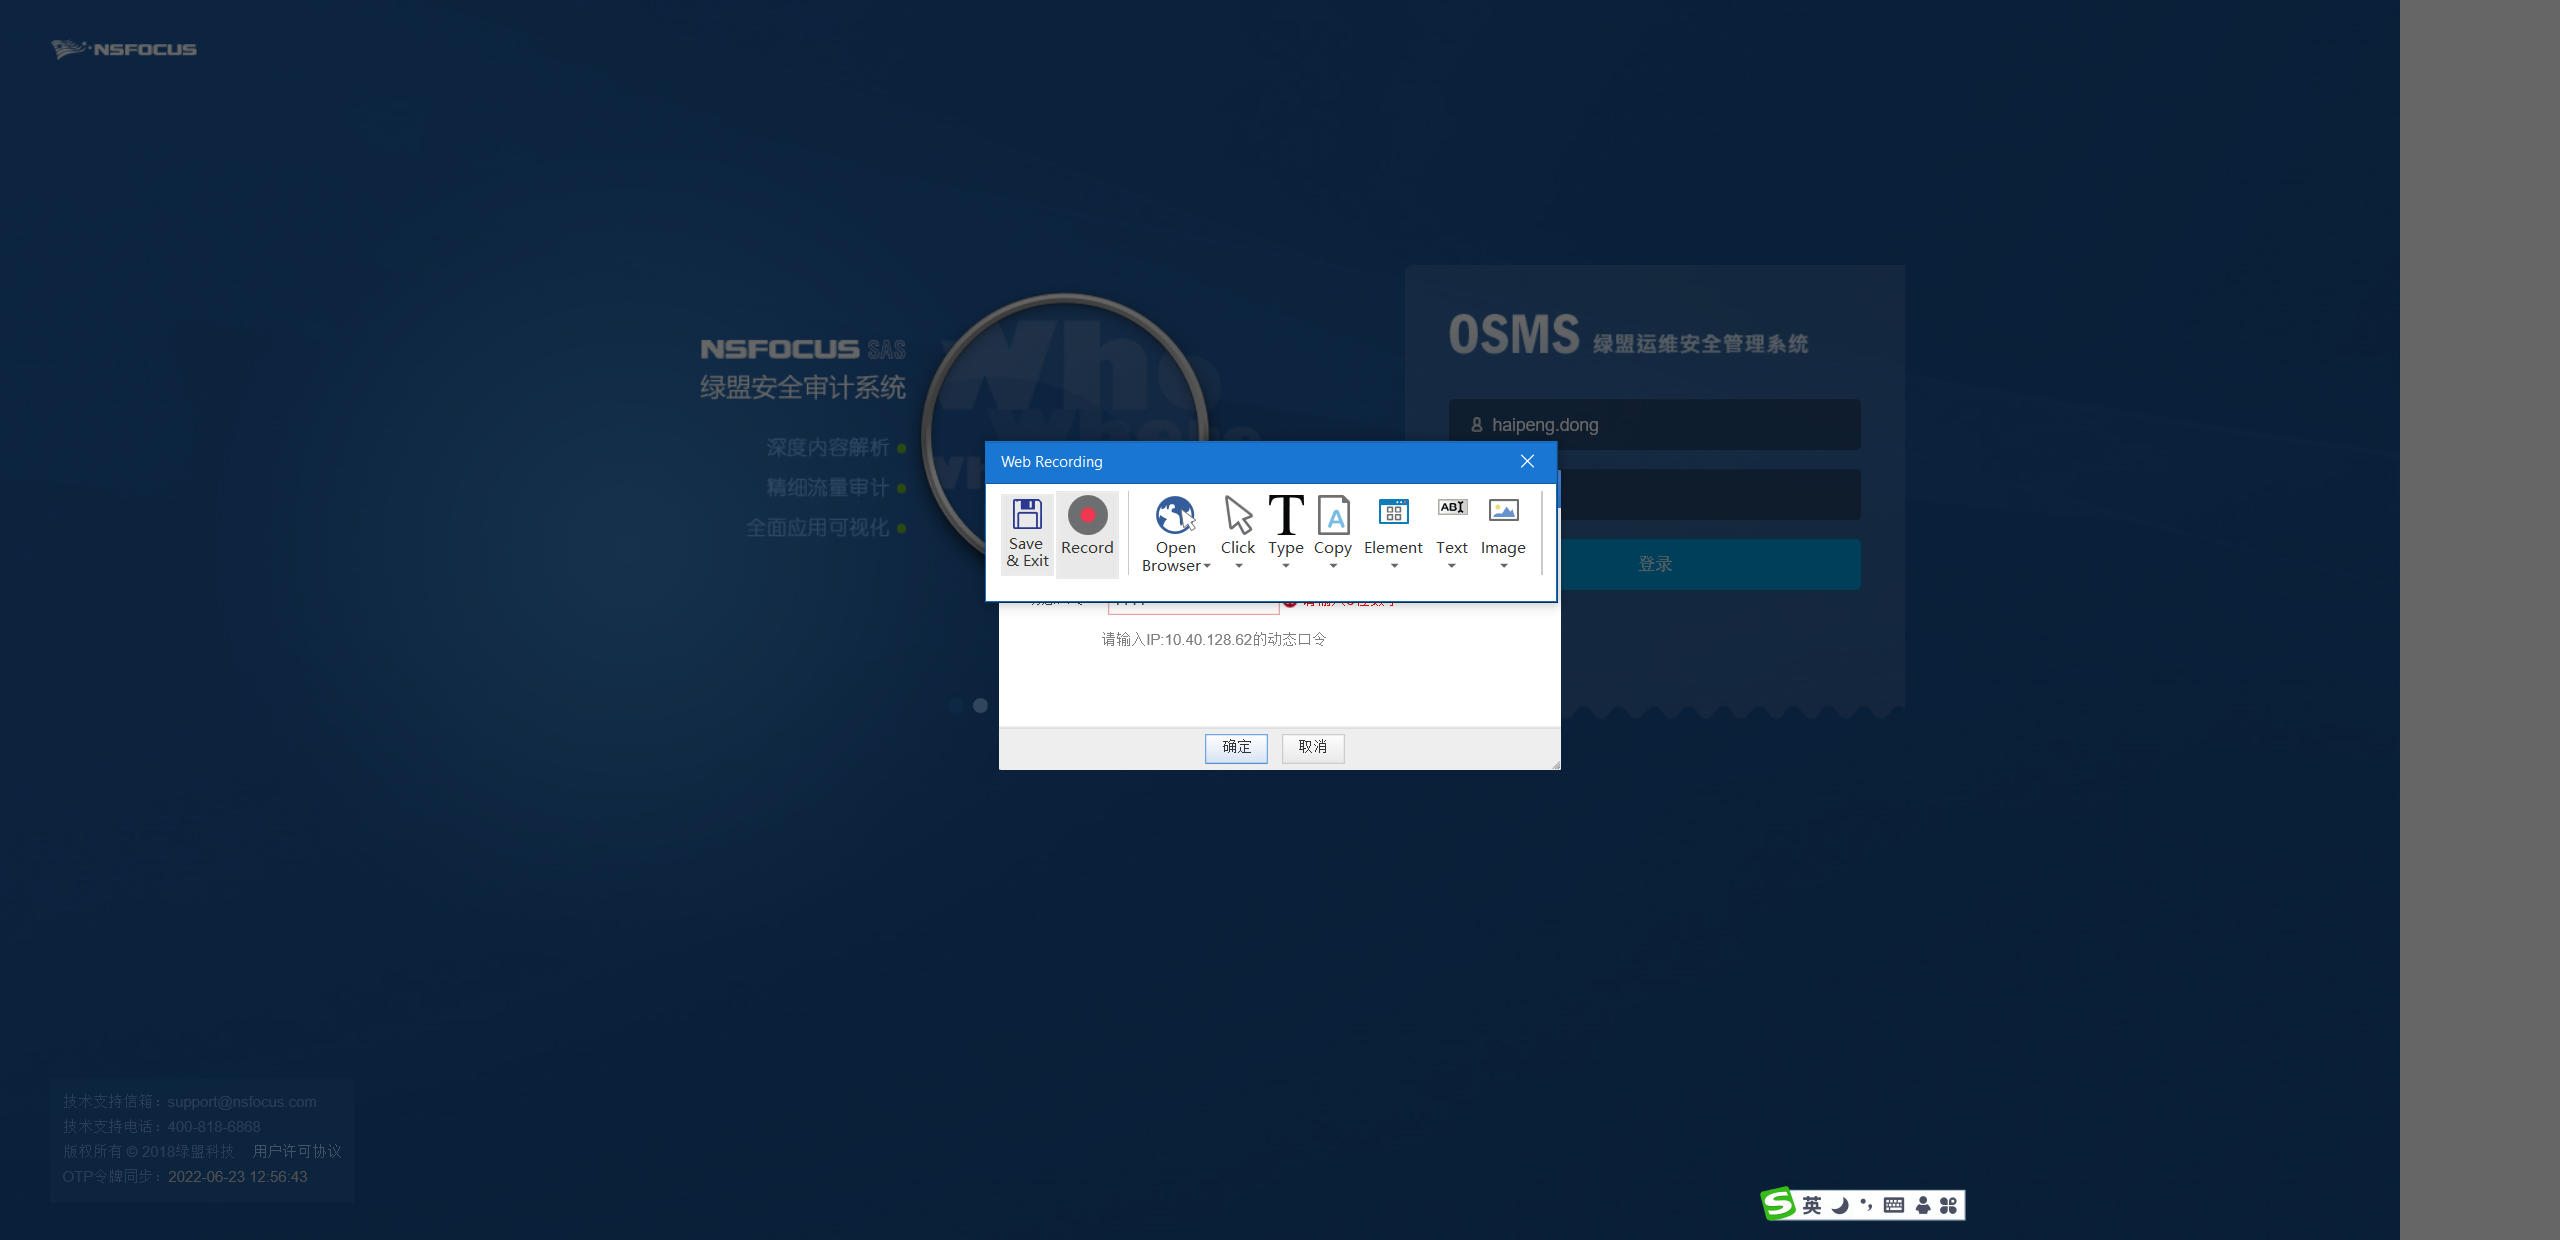 NSFOCUS
NSFOCUS SAS
绿盟安全审计系统
深度内容解析
精细流量审计
全面应用可视化
Who
Where
OSMS 绿盟运维安全管理系统
haipeng.dong
登录
Web Recording
Save & Exit
Record
Open Browser
Click
Type
Copy
Element
Text
Image
请输入IP:10.40.128.62的动态口令
确定
取消
技术支持信箱：support@nsfocus.com
技术支持电话：400-818-6868
版权所有 © 2018绿盟科技 用户许可协议
OTP令牌同步：2022-06-23 12:56:43
英